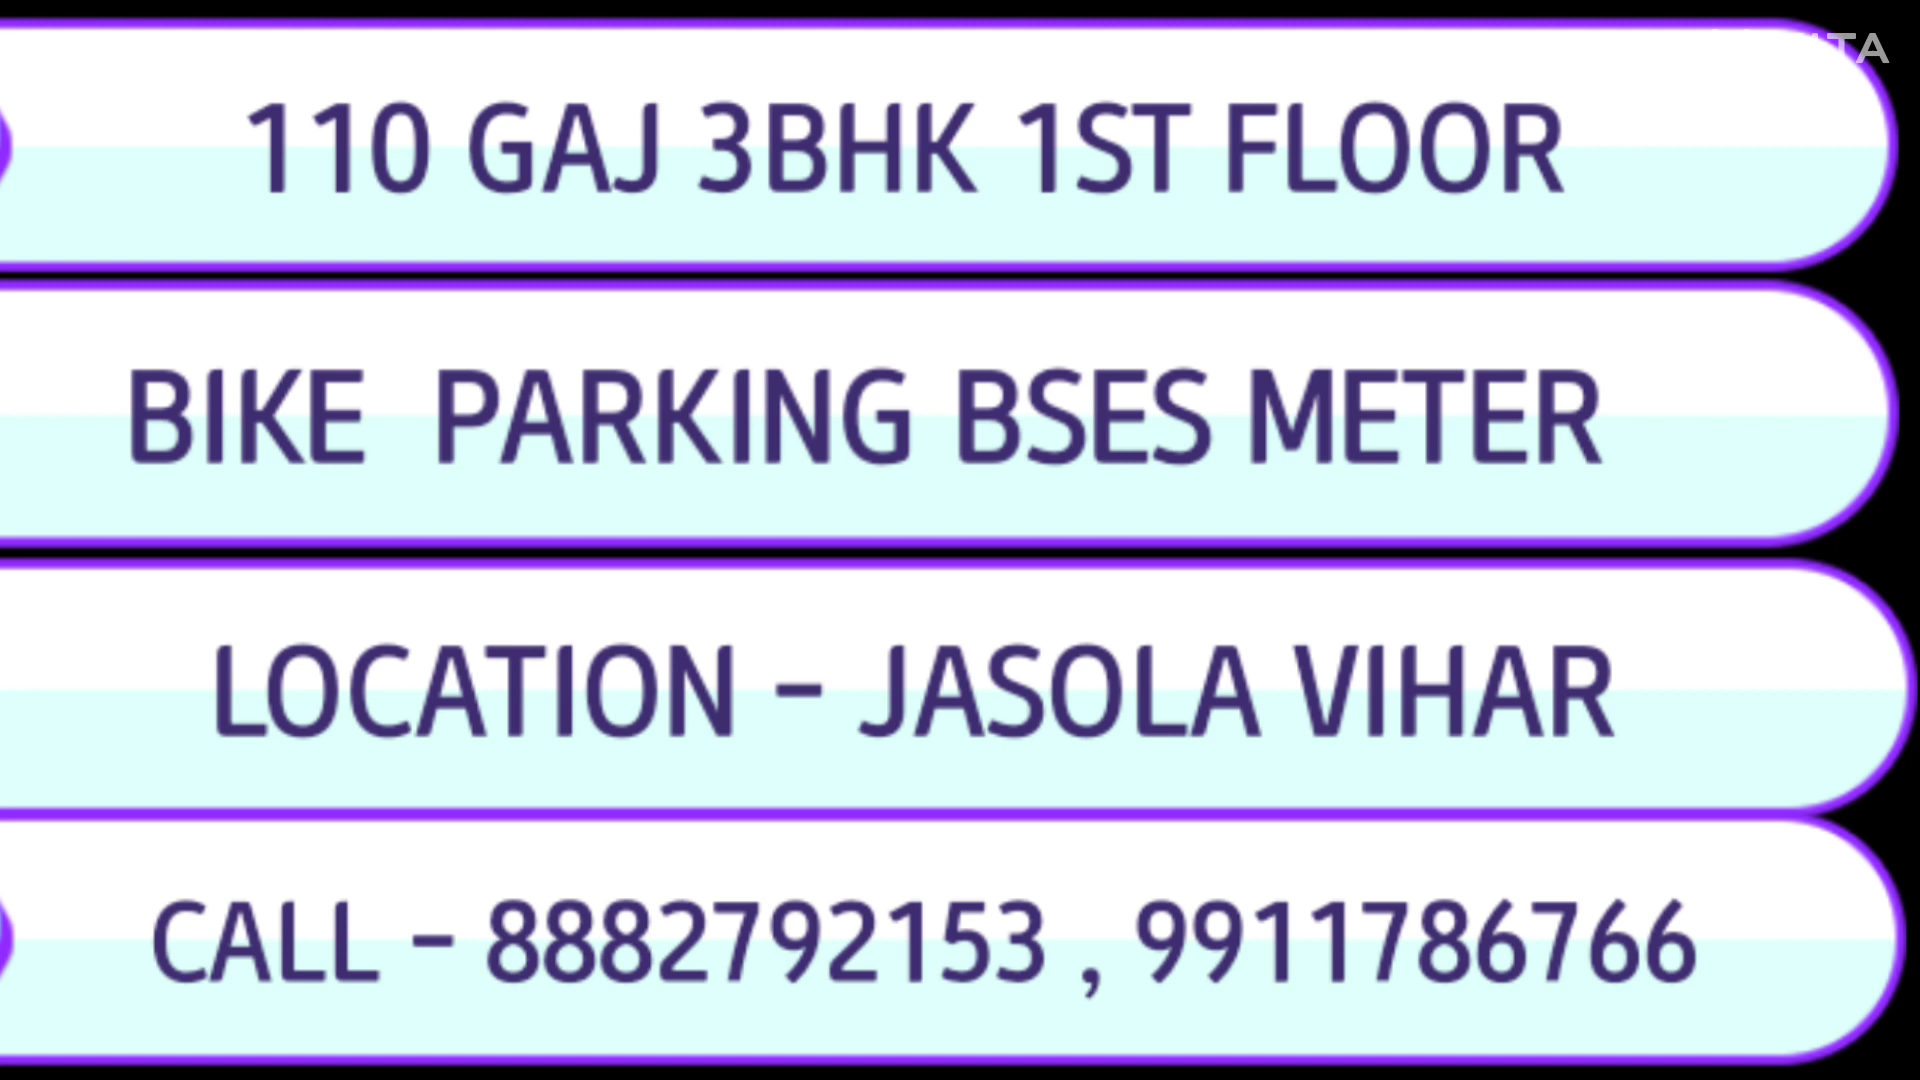 110 GAJ 3BHK 1ST FLOOR
BIKE PARKING BSES METER
LOCATION - JASOLA VIHAR
CALL - 8882792153 , 9911786766